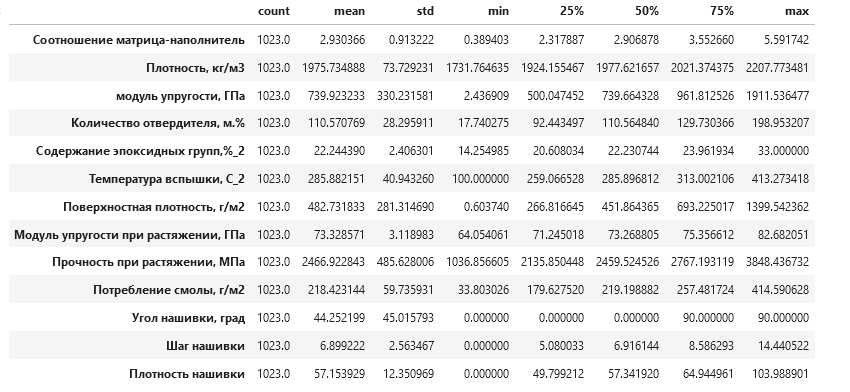 count mean std min 25% 50% 75% max
Соотношение матрица-наполнитель 1023.0 2.930366 0.913222 0.389403 2.317887 2.906878 3.552660 5.591742
Плотность, кг/м3 1023.0 1975.734888 73.729231 1731.764635 1924.155467 1977.621657 2021.374375 2207.773481
модуль упругости, ГПа 1023.0 739.923233 330.231581 2.436909 500.047452 739.664328 961.812526 1911.536477
Количество отвердителя, м.% 1023.0 110.570769 28.295911 17.740275 92.443497 110.564840 129.730366 198.953207
Содержание эпоксидных групп,%_2 1023.0 22.244390 2.406301 14.254985 20.608034 22.230744 23.961934 33.000000
Температура вспышки, С_2 1023.0 285.882151 40.943260 100.000000 259.066528 285.896812 313.002106 413.273418
Поверхностная плотность, г/м2 1023.0 482.731833 281.314690 0.603740 266.816645 451.864365 693.225017 1399.542362
Модуль упругости при растяжении, ГПа 1023.0 73.328571 3.118983 64.054061 71.245018 73.268805 75.356612 82.682051
Прочность при растяжении, МПа 1023.0 2466.922843 485.628006 1036.856605 2135.850448 2459.524526 2767.193119 3848.436732
Потребление смолы, г/м2 1023.0 218.423144 59.735931 33.803026 179.627520 219.198882 257.481724 414.590628
Угол нашивки, град 1023.0 44.252199 45.015793 0.000000 0.000000 0.000000 90.000000 90.000000
Шаг нашивки 1023.0 6.899222 2.563467 0.000000 5.080033 6.916144 8.586293 14.440522
Плотность нашивки 1023.0 57.153929 12.350969 0.000000 49.799212 57.341920 64.944961 103.988901